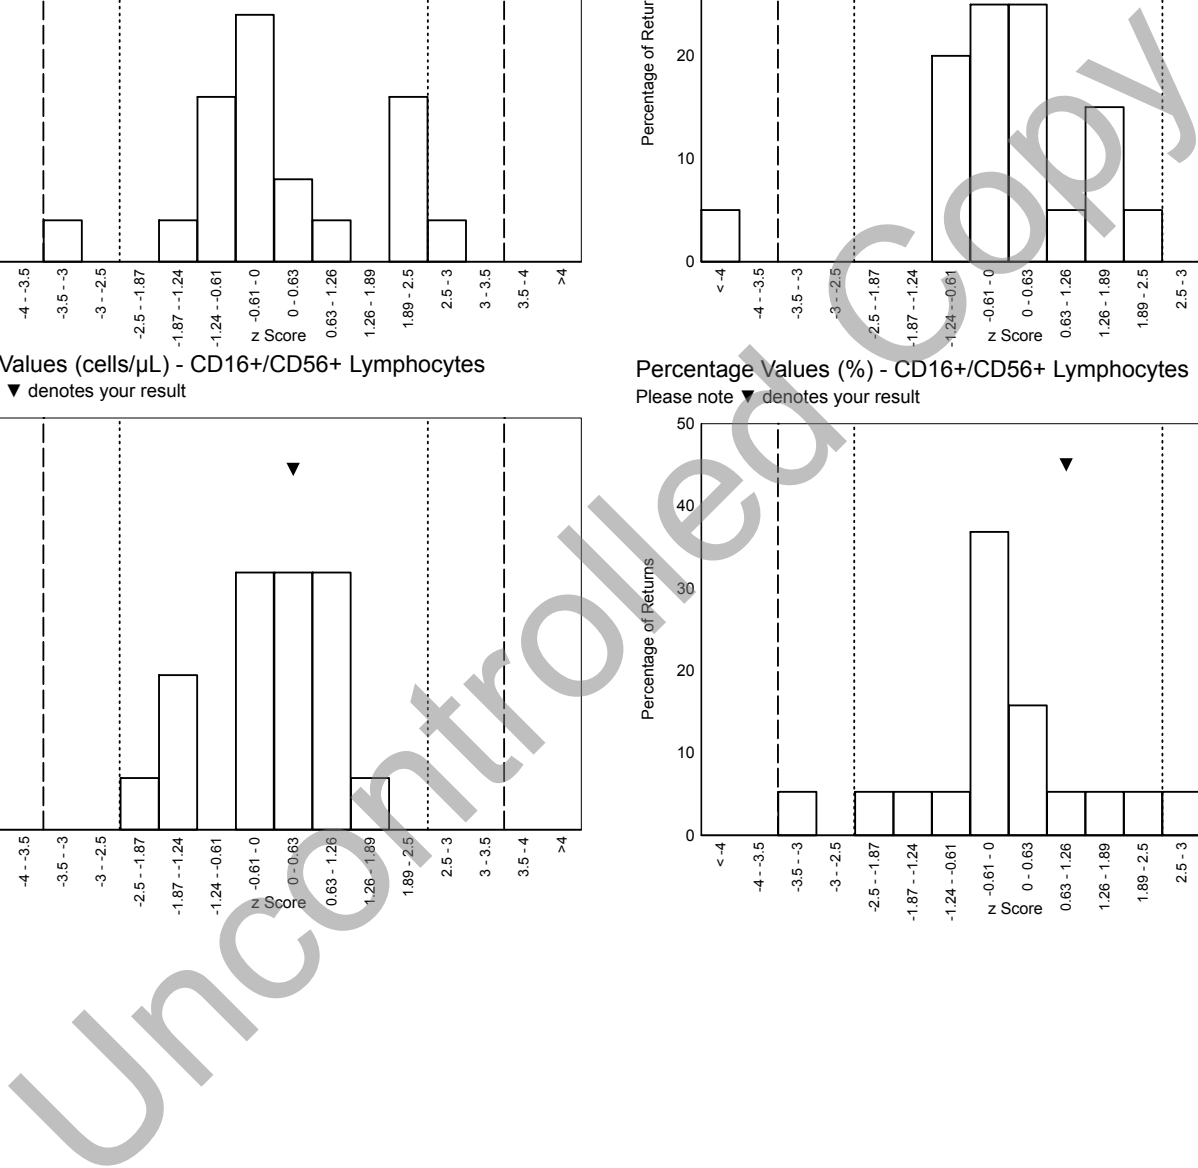 -4 - -3.5
-3.5 - -3
-3 - -2.5
-2.5 - -1.87
-1.87 - -1.24
-1.24 - -0.61
-0.61 - 0
0 - 0.63
0.63 - 1.26
1.26 - 1.89
1.89 - 2.5
2.5 - 3
3 - 3.5
3.5 - 4
>4
z Score
Percentage of Retur
20
10
0
< -4
-4 - -3.5
-3.5 - -3
-3 - -2.5
-2.5 - -1.87
-1.87 - -1.24
-1.24 - -0.61
-0.61 - 0
0 - 0.63
0.63 - 1.26
1.26 - 1.89
1.89 - 2.5
2.5 - 3
z Score
Values (cells/µL) - CD16+/CD56+ Lymphocytes
▼ denotes your result
-4 - -3.5
-3.5 - -3
-3 - -2.5
-2.5 - -1.87
-1.87 - -1.24
-1.24 - -0.61
-0.61 - 0
0 - 0.63
0.63 - 1.26
1.26 - 1.89
1.89 - 2.5
2.5 - 3
3 - 3.5
3.5 - 4
>4
z Score
Percentage Values (%) - CD16+/CD56+ Lymphocytes
Please note ▼ denotes your result
Percentage of Returns
50
40
30
20
10
0
< -4
-4 - -3.5
-3.5 - -3
-3 - -2.5
-2.5 - -1.87
-1.87 - -1.24
-1.24 - -0.61
-0.61 - 0
0 - 0.63
0.63 - 1.26
1.26 - 1.89
1.89 - 2.5
2.5 - 3
z Score
Uncontrolled Copy